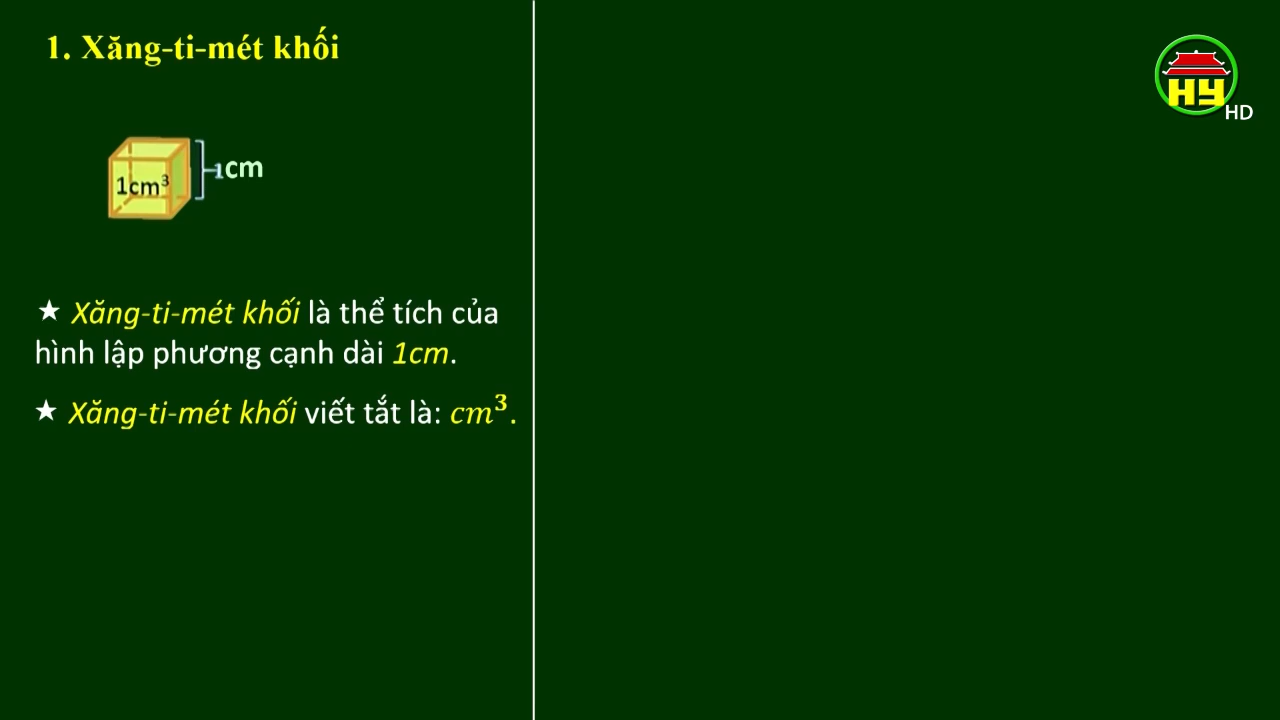 1. Xăng-ti-mét khối
HY
HD
1cm
1cm³
★ Xăng-ti-mét khối là thể tích của
hình lập phương cạnh dài 1cm.
★ Xăng-ti-mét khối viết tắt là: cm³.